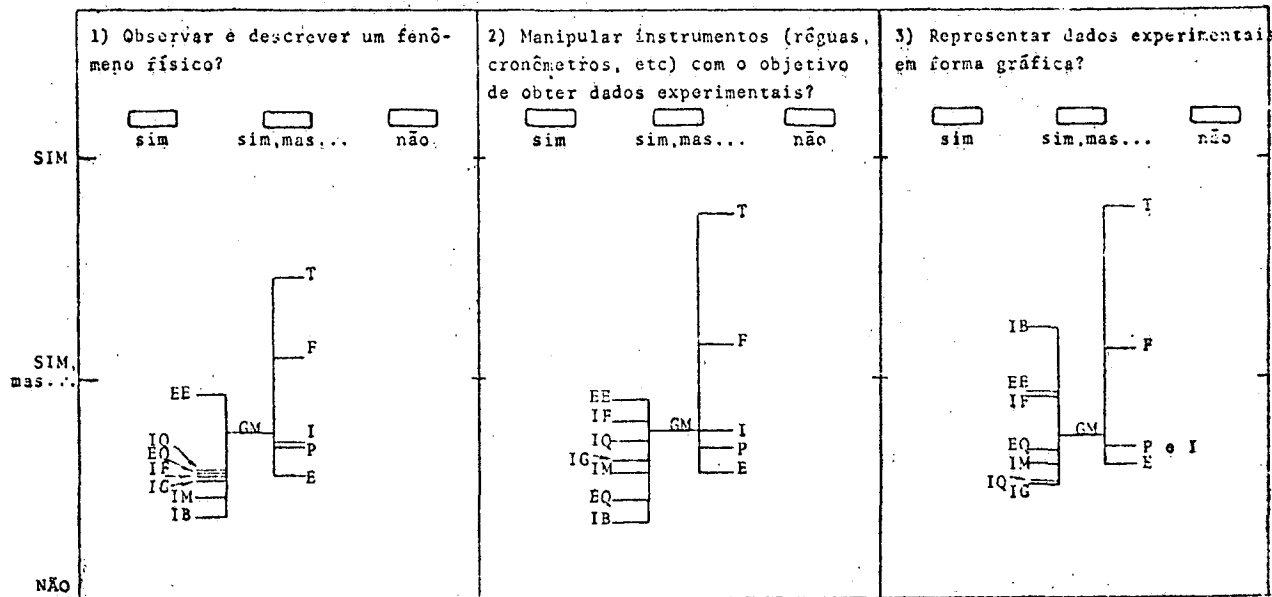 1) Observar e descrever um fenô-
meno físico?
sim sim,mas... não
2) Manipular instrumentos (réguas,
cronômetros, etc) com o objetivo
de obter dados experimentais?
sim sim,mas... não
3) Representar dados experimentais
em forma gráfica?
sim sim,mas... não
SIM
SIM,
mas...
NÃO
T
F
EE
GM
I
IQ
P
EQ
IF
E
IG
IM
IB
T
F
EE
IF
GM
I
IQ
P
IG
IM
E
EQ
IB
T
IB
F
EE
IF
GM
EQ
P e I
IM
E
IQ
IG